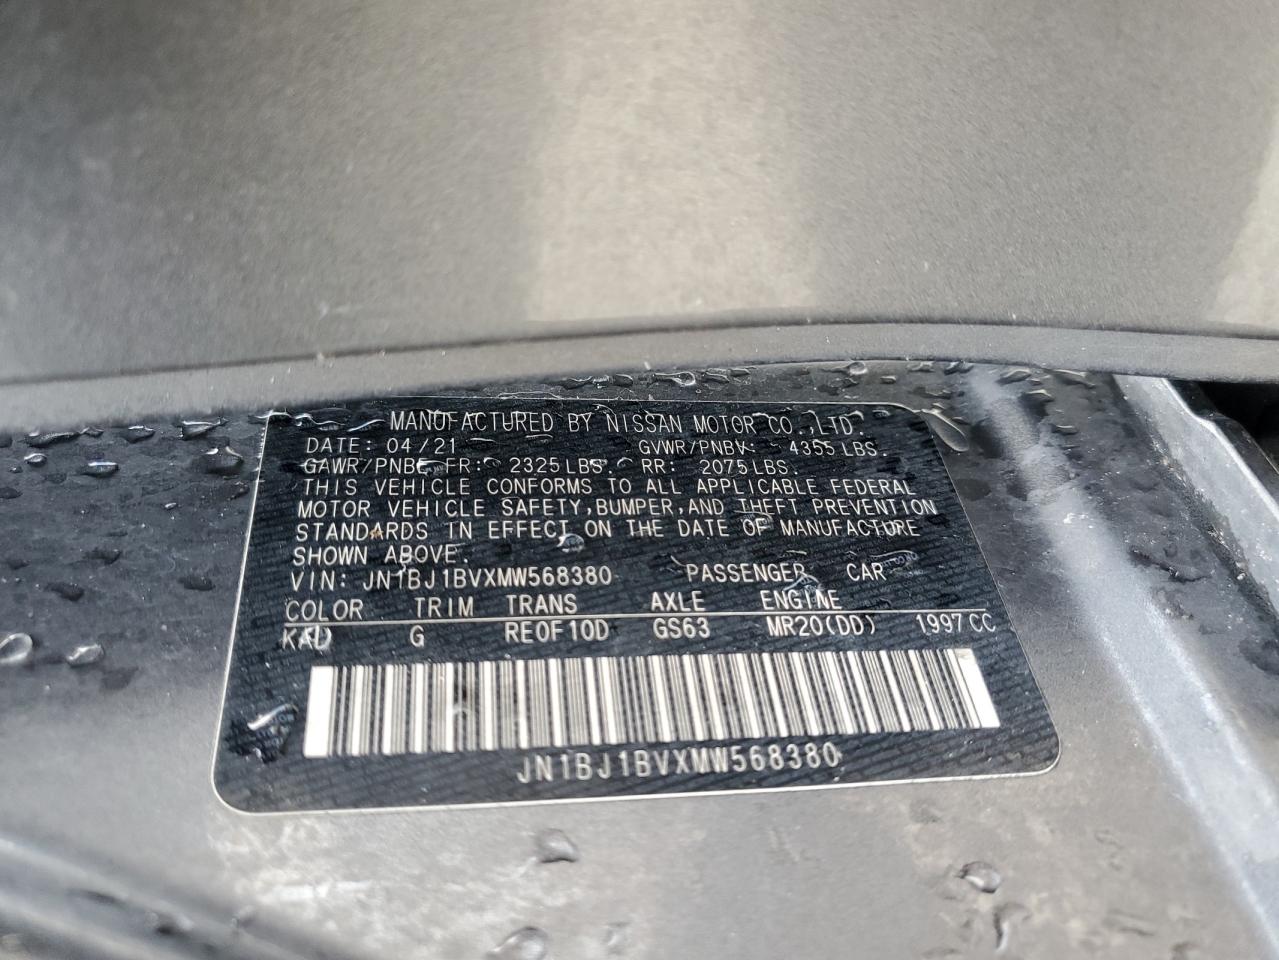 MANUFACTURED BY NISSAN MOTOR CO.,LTD.
DATE: 04/21 GVWR/PNBV: 4355 LBS.
GAWR/PNBE FR: 2325 LBS. RR: 2075 LBS.
THIS VEHICLE CONFORMS TO ALL APPLICABLE FEDERAL
MOTOR VEHICLE SAFETY, BUMPER, AND THEFT PREVENTION
STANDARDS IN EFFECT ON THE DATE OF MANUFACTURE
SHOWN ABOVE.
VIN: JN1BJ1BVXMW568380 PASSENGER CAR
COLOR TRIM TRANS AXLE ENGINE
KAD G RE0F10D GS63 MR20(DD) 1997 CC
JN1BJ1BVXMW568380